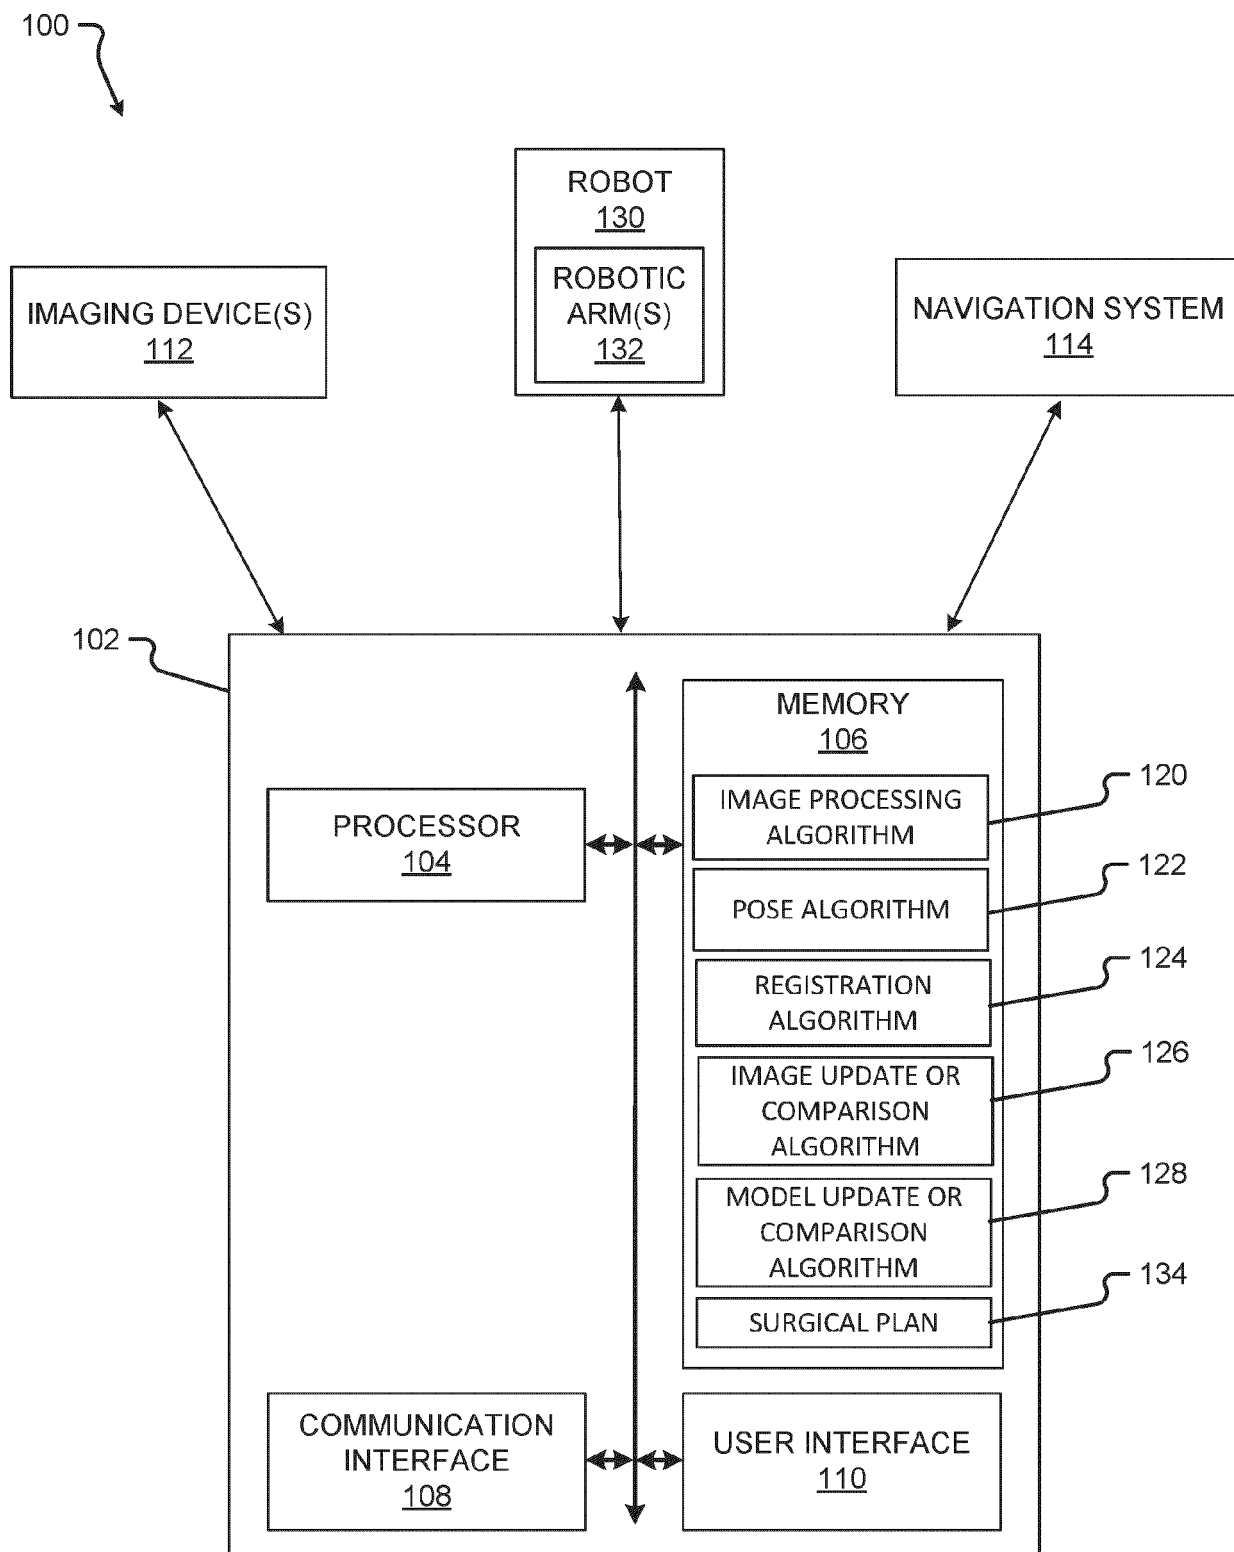 100
ROBOT
130
ROBOTIC
ARM(S)
132
IMAGING DEVICE(S)
112
NAVIGATION SYSTEM
114
102
MEMORY
106
IMAGE PROCESSING
ALGORITHM
120
PROCESSOR
104
POSE ALGORITHM
122
REGISTRATION
ALGORITHM
124
IMAGE UPDATE OR
COMPARISON
ALGORITHM
126
MODEL UPDATE OR
COMPARISON
ALGORITHM
128
SURGICAL PLAN
134
COMMUNICATION
INTERFACE
108
USER INTERFACE
110